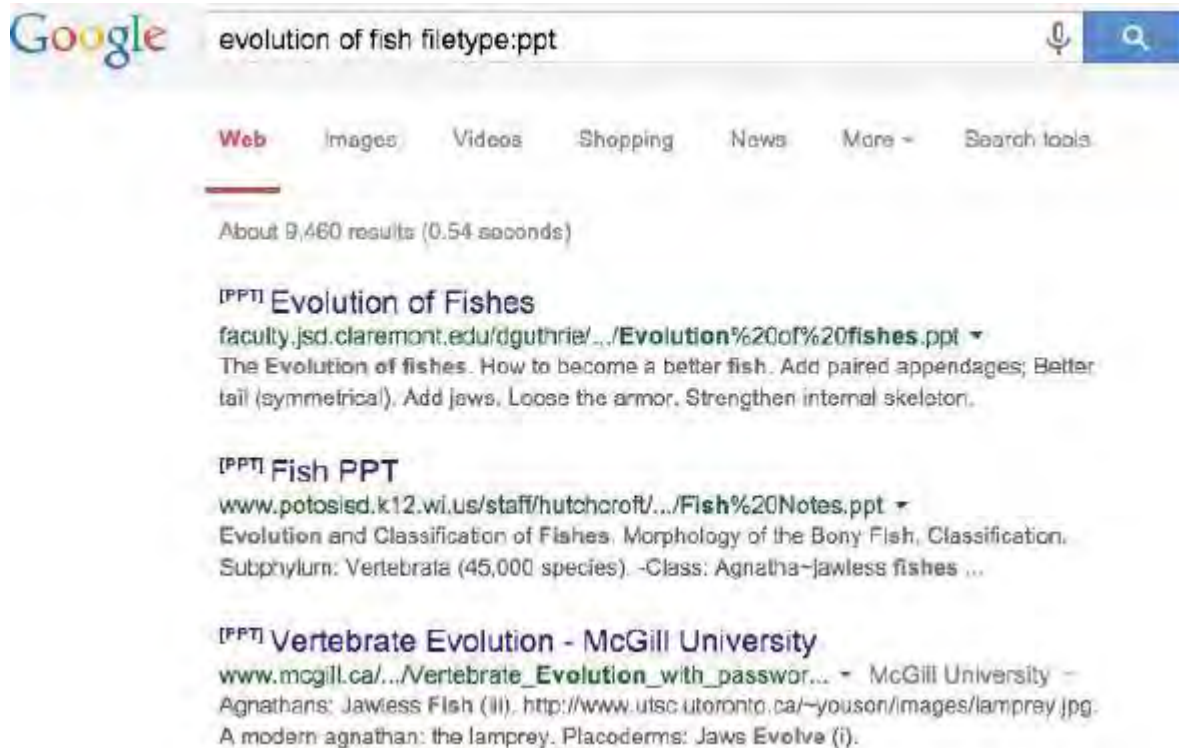 Google evolution of fish filetype:ppt
Web Images Videos Shopping News More Search tools
About 9,460 results (0.54 seconds)
[PPT] Evolution of Fishes
faculty.jsd.claremont.edu/dguthrie/.../Evolution%20of%20fishes.ppt
The Evolution of fishes. How to become a better fish. Add paired appendages; Better
tail (symmetrical). Add jaws. Loose the armor. Strengthen internal skeleton.
[PPT] Fish PPT
www.potosisd.k12.wi.us/staff/hutchcroft/.../Fish%20Notes.ppt
Evolution and Classification of Fishes. Morphology of the Bony Fish. Classification.
Subphylum: Vertebrata (45,000 species). -Class: Agnatha~jawless fishes ...
[PPT] Vertebrate Evolution - McGill University
www.mcgill.ca/.../Vertebrate_Evolution_with_passwor... McGill University
Agnathans: Jawless Fish (iii). http://www.utsc.utoronto.ca/~youson/images/lamprey.jpg.
A modern agnathan: the lamprey. Placoderms: Jaws Evolve (i).